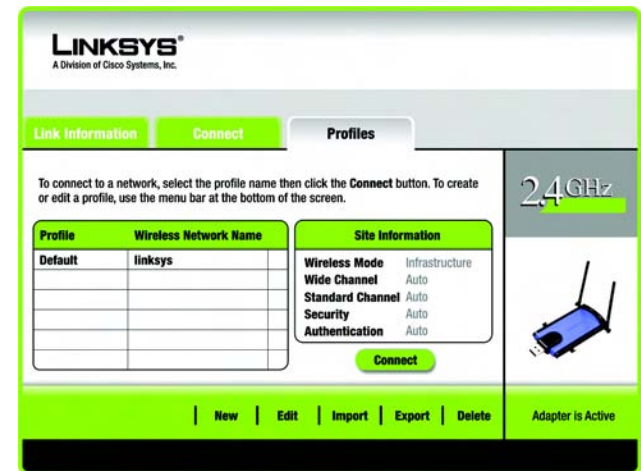 LINKSYS®
A Division of Cisco Systems, Inc.
Link Information Connect Profiles
To connect to a network, select the profile name then click the Connect button. To create
or edit a profile, use the menu bar at the bottom of the screen.
2,4GHz
Profile Wireless Network Name
Default linksys
Site Information
Wireless Mode Infrastructure
Wide Channel Auto
Standard Channel Auto
Security Auto
Authentication Auto
Connect
New | Edit | Import | Export | Delete
Adapter is Active